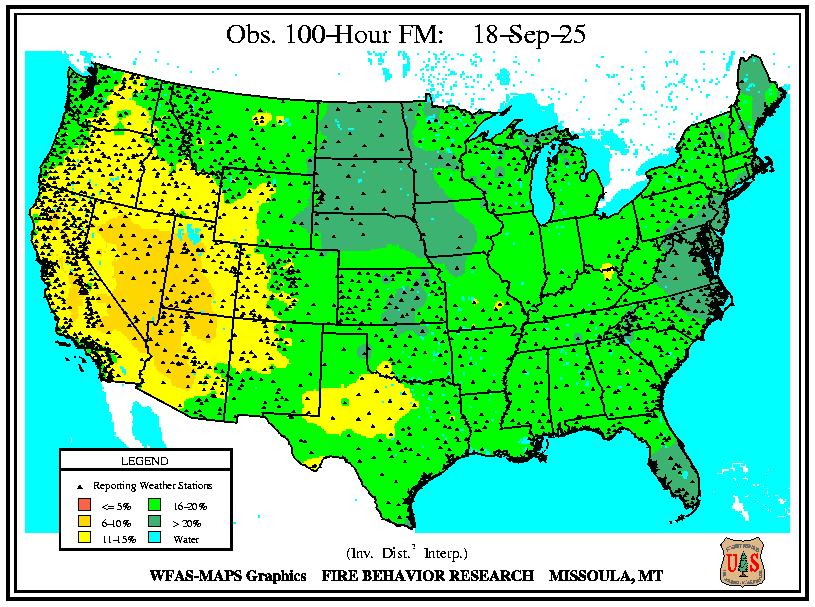 Obs. 100-Hour FM: 18-Sep-25
LEGEND
Reporting Weather Stations
<= 5%
16-20%
6-10%
> 20%
11-15%
Water
(Inv. Dist.² Interp.)
WFAS-MAPS Graphics FIRE BEHAVIOR RESEARCH MISSOULA, MT
U S